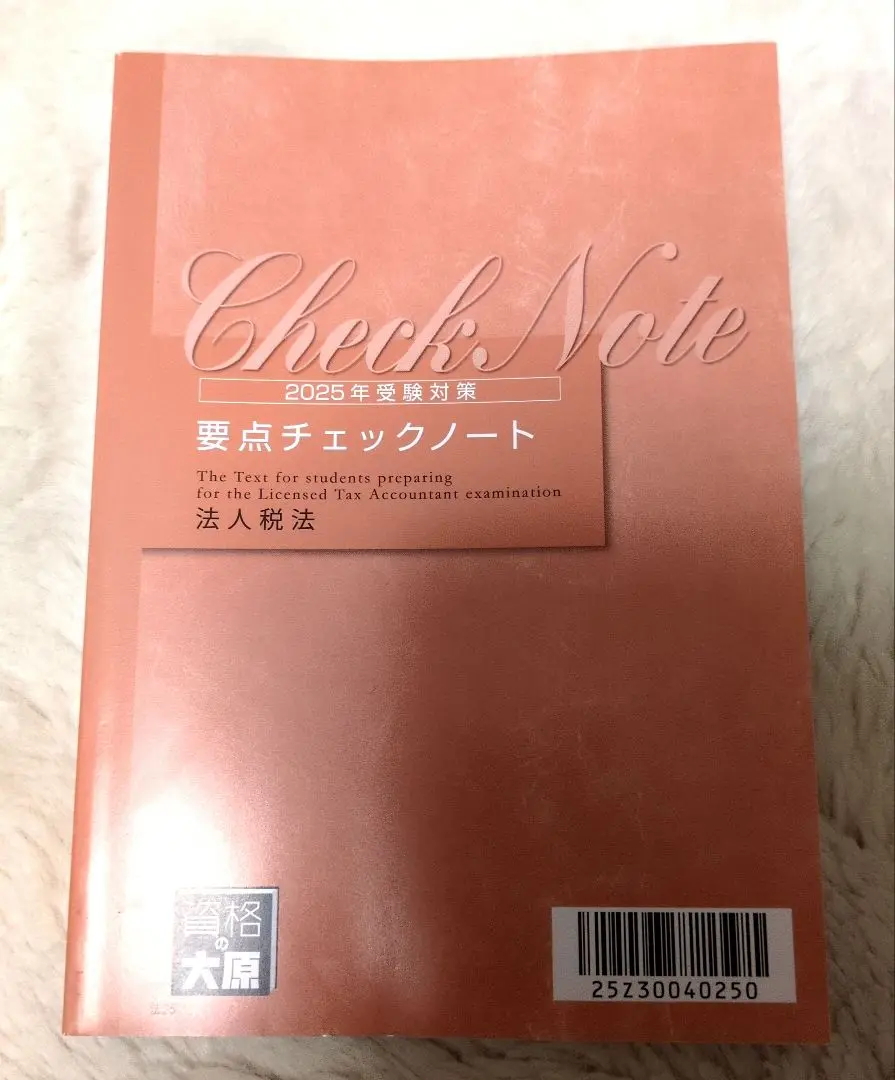 Check Note
2025年受験対策
要点チェックノート
The Text for students preparing
for the Licensed Tax Accountant examination
法人税法
資格
の
大原
25Z30040250